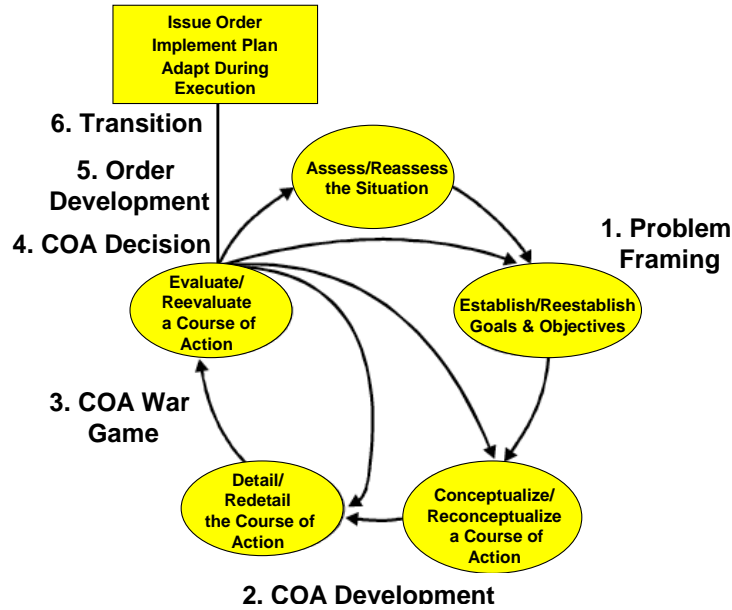 Issue Order
Implement Plan
Adapt During
Execution
6. Transition
5. Order
Development
4. COA Decision
Assess/Reassess
the Situation
1. Problem
Framing
Evaluate/
Reevaluate
a Course of
Action
Establish/Reestablish
Goals & Objectives
3. COA War
Game
Detail/
Redetail
the Course of
Action
Conceptualize/
Reconceptualize
a Course of
Action
2. COA Development